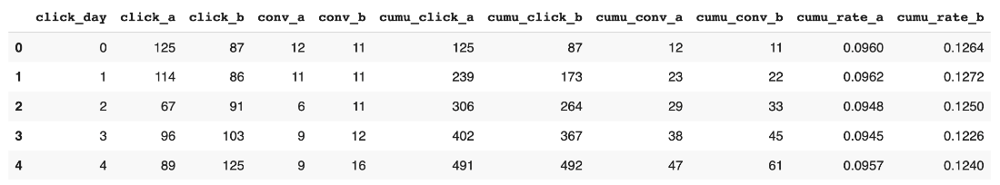 click_day click_a click_b conv_a conv_b cumu_click_a cumu_click_b cumu_conv_a cumu_conv_b cumu_rate_a cumu_rate_b
0 0 125 87 12 11 125 87 12 11 0.0960 0.1264
1 1 114 86 11 11 239 173 23 22 0.0962 0.1272
2 2 67 91 6 11 306 264 29 33 0.0948 0.1250
3 3 96 103 9 12 402 367 38 45 0.0945 0.1226
4 4 89 125 9 16 491 492 47 61 0.0957 0.1240